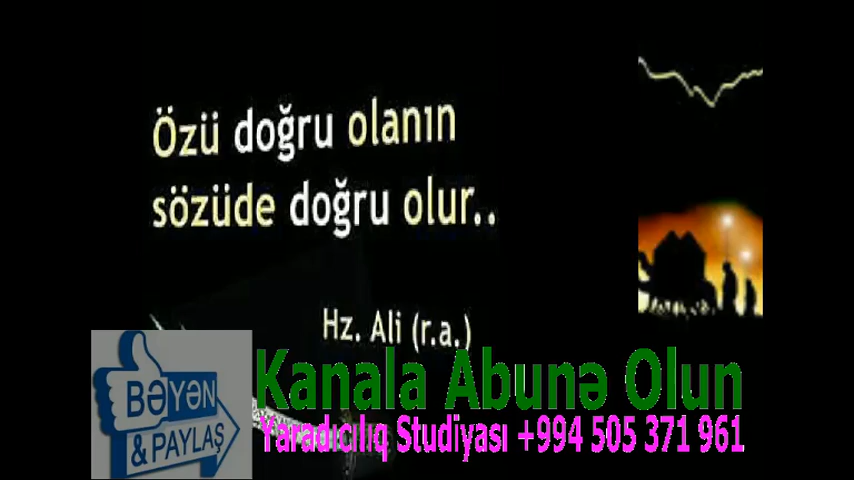 Özü doğru olanın
sözüde doğru olur..
Hz. Ali (r.a.)
BƏYƏN
& PAYLAŞ
Kanala Abunə Olun
Yaradıcılıq Studiyası +994 505 371 961